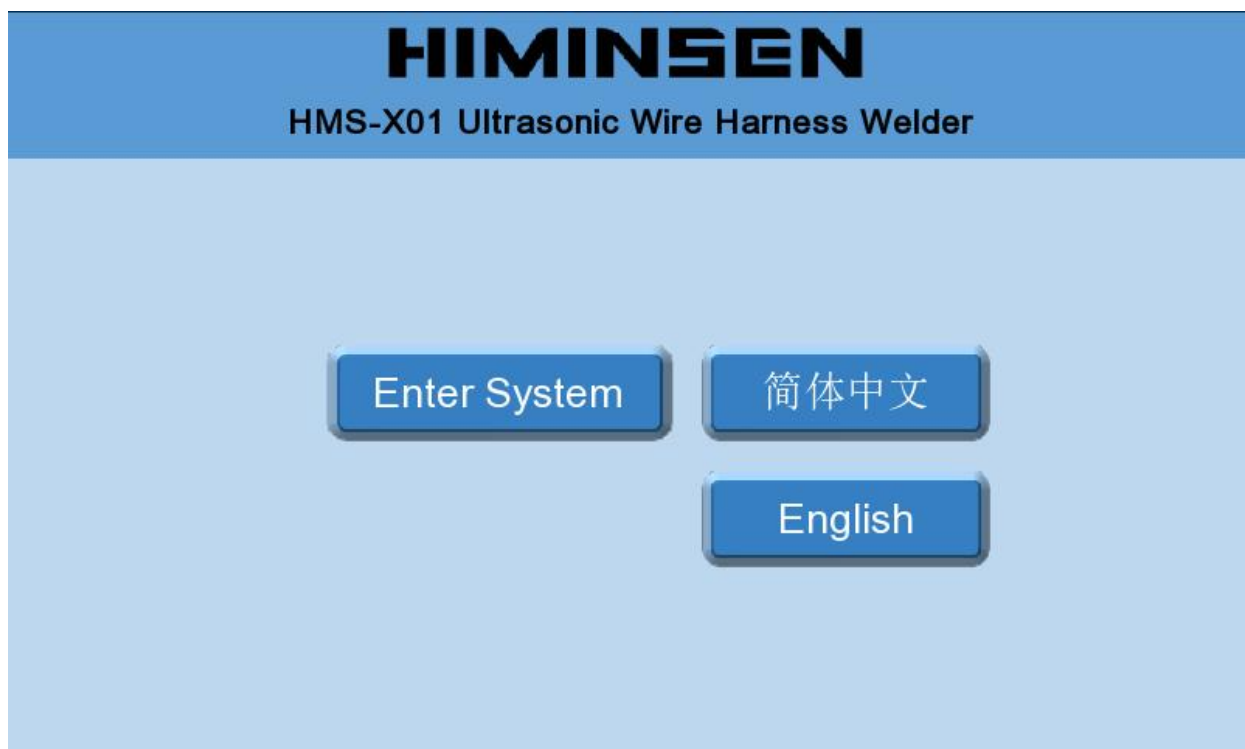 HIMINSEN
HMS-X01 Ultrasonic Wire Harness Welder
Enter System
简体中文
English